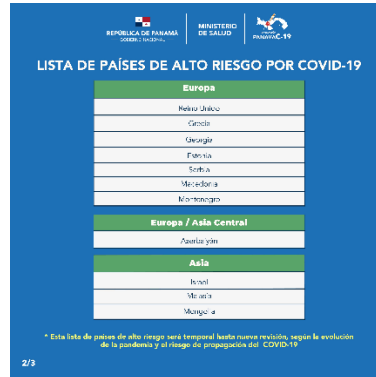 REPÚBLICA DE PANAMÁ
GOBIERNO NACIONAL
MINISTERIO
DE SALUD
PANAMÁ C-19
LISTA DE PAÍSES DE ALTO RIESGO POR COVID-19
Europa
Reino Unido
Grecia
Georgia
Estonia
Serbia
Macedonia
Montenegro
Europa / Asia Central
Azerbaiyán
Asia
Israel
Mongolia
* Esta lista de países de alto riesgo será temporal hasta nueva revisión, según la evolución
de la pandemia y el riesgo de propagación del COVID-19
2/3